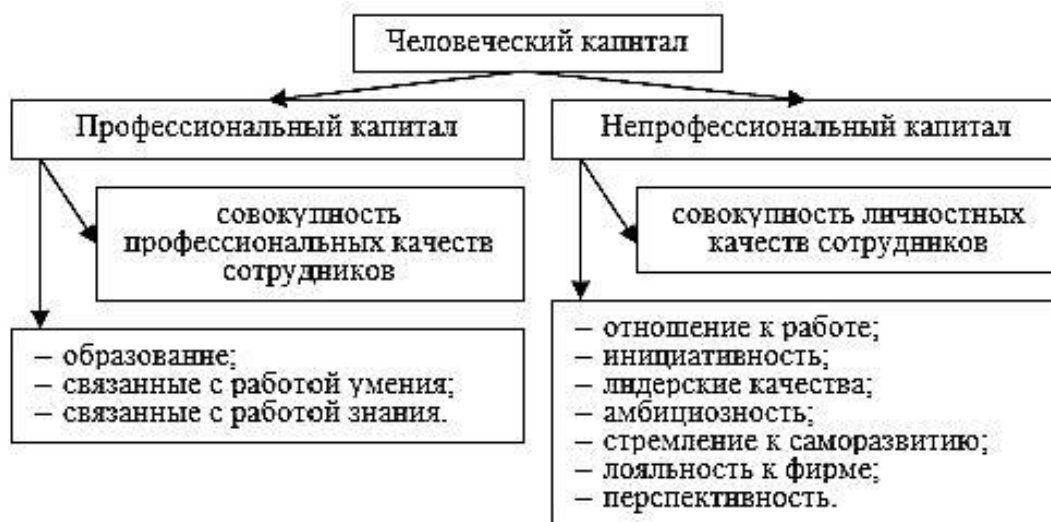 Человеческий капитал
Профессиональный капитал
Непрофессиональный капитал
совокупность
профессиональных качеств
сотрудников
совокупность личностных
качеств сотрудников
– образование;
– связанные с работой умения;
– связанные с работой знания.
– отношение к работе;
– инициативность;
– лидерские качества;
– амбициозность;
– стремление к саморазвитию;
– лояльность к фирме;
– перспективность.